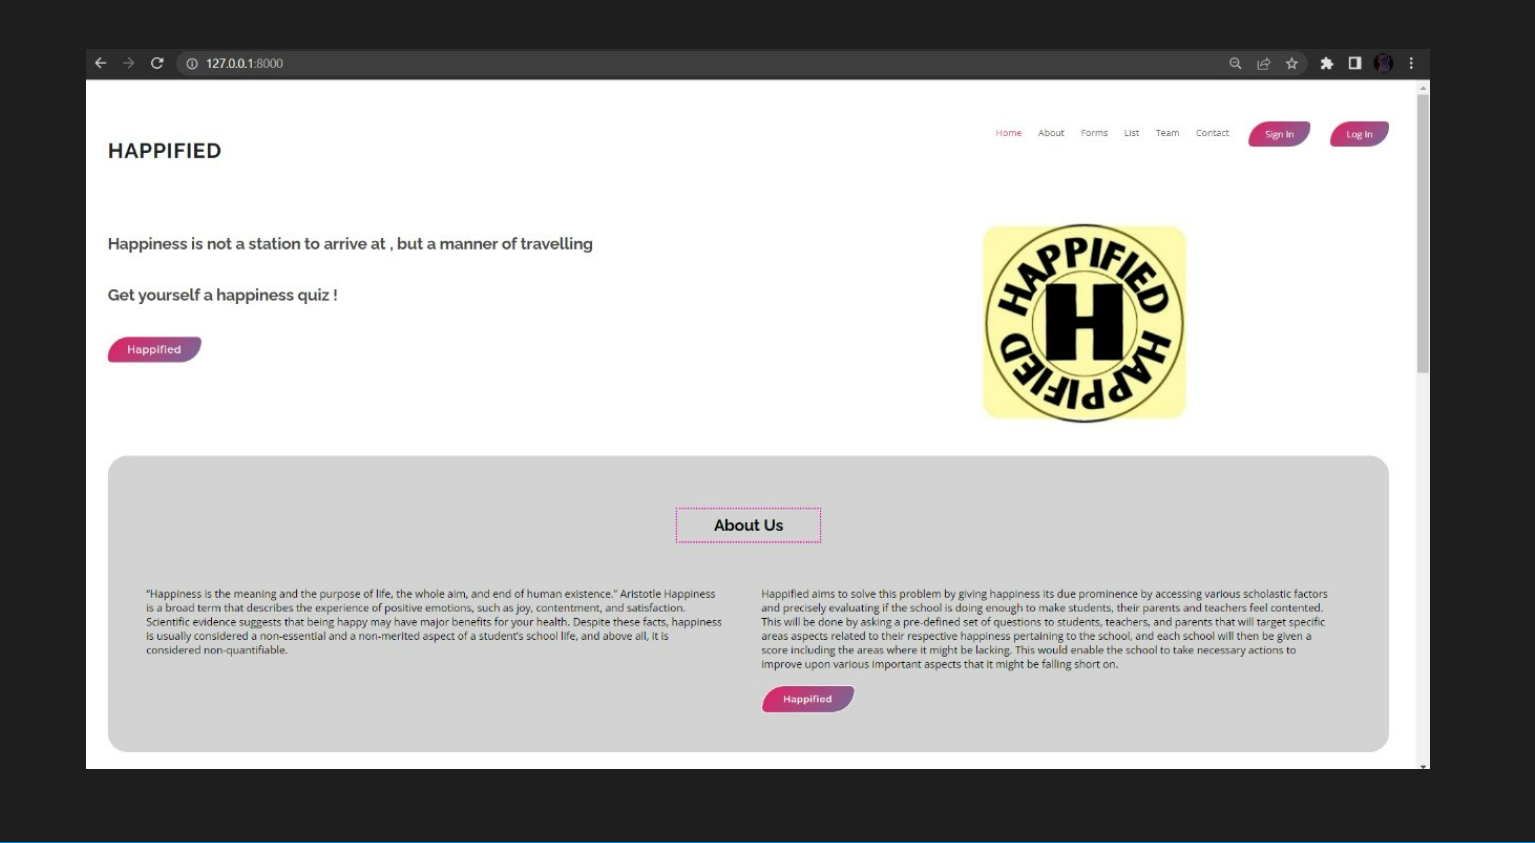 127.0.0.1:8000
Home About Forms List Team Contact Sign In Log In
HAPPIFIED
Happiness is not a station to arrive at , but a manner of travelling
Get yourself a happiness quiz !
Happified
HAPPIFIED HAPPIFIED HAPPIFIED
H
About Us
“Happiness is the meaning and the purpose of life, the whole aim, and end of human existence.” Aristotle Happiness
is a broad term that describes the experience of positive emotions, such as joy, contentment, and satisfaction.
Scientific evidence suggests that being happy may have major benefits for your health. Despite these facts, happiness
is usually considered a non-essential and a non-merited aspect of a student's school life, and above all, it is
considered non-quantifiable.
Happified aims to solve this problem by giving happiness its due prominence by accessing various scholastic factors
and precisely evaluating if the school is doing enough to make students, their parents and teachers feel contented.
This will be done by asking a pre-defined set of questions to students, teachers, and parents that will target specific
areas aspects related to their respective happiness pertaining to the school, and each school will then be given a
score including the areas where it might be lacking. This would enable the school to take necessary actions to
improve upon various important aspects that it might be falling short on.
Happified